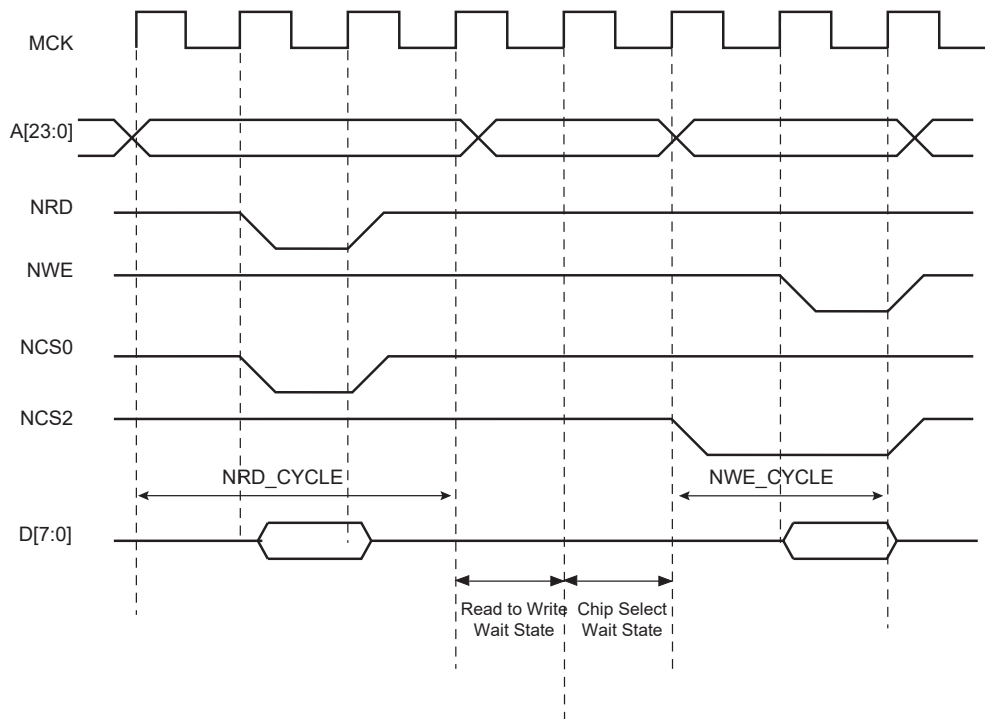 MCK
A[23:0]
NRD
NWE
NCS0
NCS2
NRD_CYCLE
NWE_CYCLE
D[7:0]
Read to Write
Wait State
Chip Select
Wait State